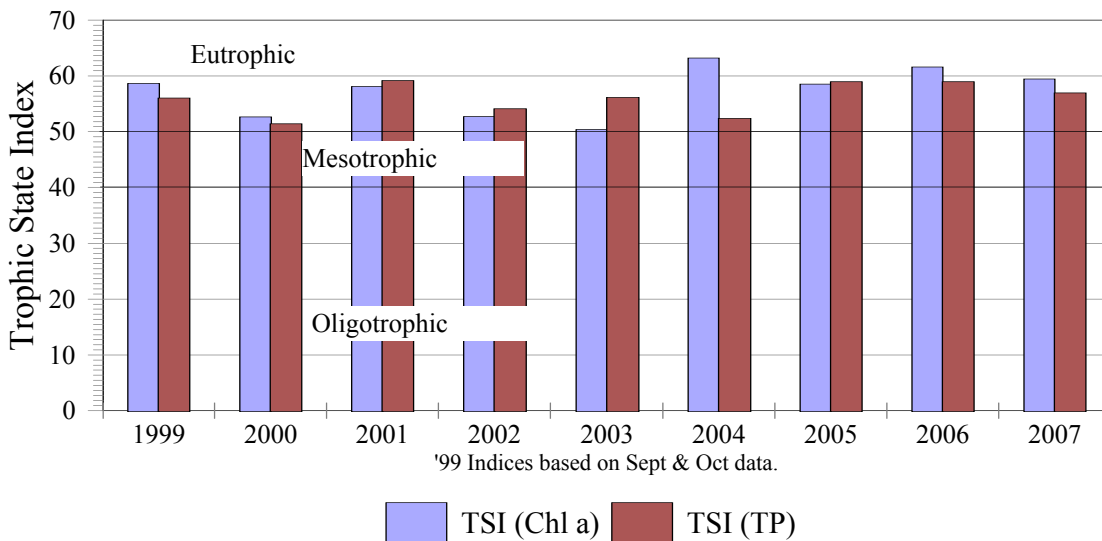 Trophic State Index
70
60
50
40
30
20
10
0
Eutrophic
Mesotrophic
Oligotrophic
1999 2000 2001 2002 2003 2004 2005 2006 2007
'99 Indices based on Sept & Oct data.
TSI (Chl a) TSI (TP)